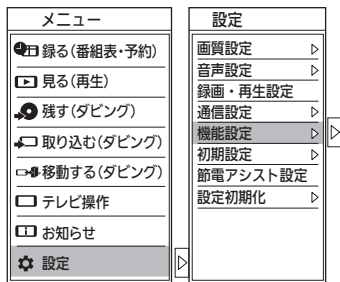 メニュー
録る(番組表・予約)
見る(再生)
残す(ダビング)
取り込む(ダビング)
移動する(ダビング)
テレビ操作
お知らせ
設定
設定
画質設定
音声設定
録画・再生設定
通信設定
機能設定
初期設定
節電アシスト設定
設定初期化